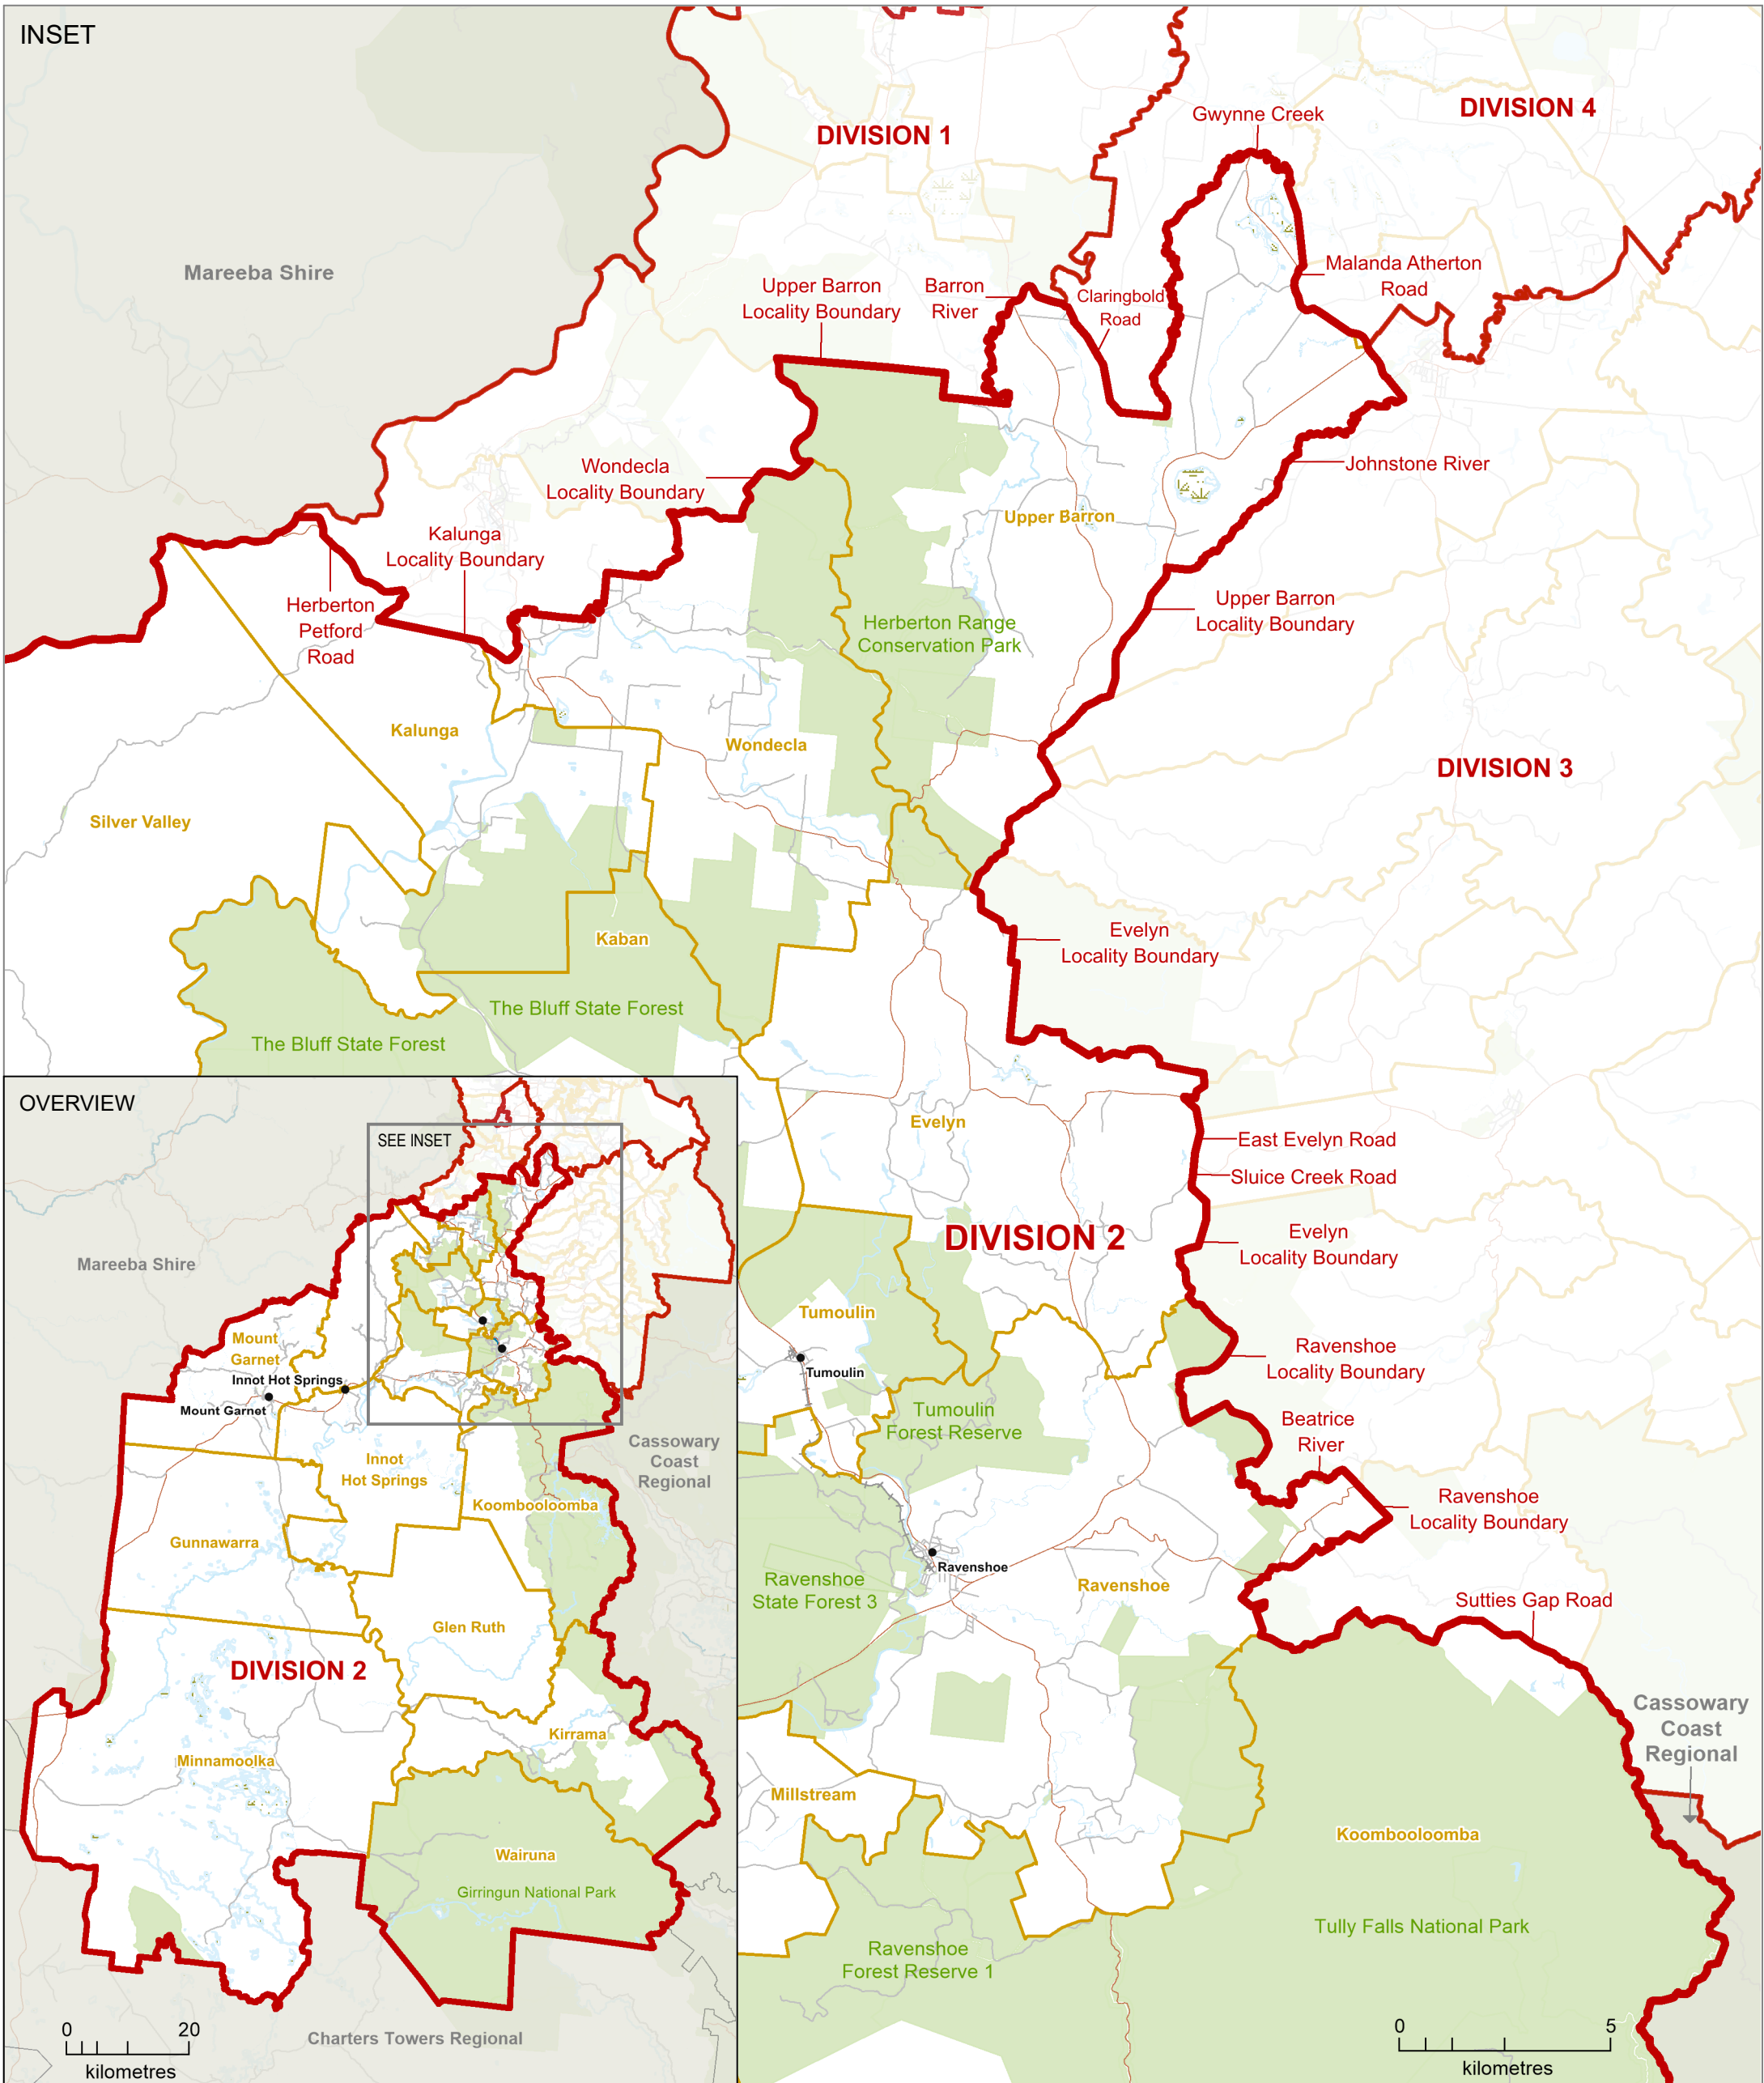 INSET
DIVISION 4
Gwynne Creek
DIVISION 1
Mareeba Shire
Malanda Atherton
Road
Upper Barron
Locality Boundary
Barron
River
Claringbold
Road
Wondecla
Locality Boundary
Johnstone River
Upper Barron
Kalunga
Locality Boundary
Herberton
Petford
Road
Upper Barron
Locality Boundary
Herberton Range
Conservation Park
Kalunga
Wondecla
DIVISION 3
Silver Valley
Kaban
Evelyn
Locality Boundary
The Bluff State Forest
The Bluff State Forest
Evelyn
East Evelyn Road
Sluice Creek Road
DIVISION 2
Evelyn
Locality Boundary
Tumoulin
Tumoulin
Ravenshoe
Locality Boundary
Tumoulin
Forest Reserve
Beatrice
River
Ravenshoe
Locality Boundary
Ravenshoe
Ravenshoe
State Forest 3
Ravenshoe
Sutties Gap Road
Cassowary
Coast
Regional
Millstream
Koombooloomba
Tully Falls National Park
Ravenshoe
Forest Reserve 1
0 5
kilometres
OVERVIEW
SEE INSET
Mareeba Shire
Mount
Garnet
Innot Hot Springs
Mount Garnet
Cassowary
Coast
Regional
Innot
Hot Springs
Koombooloomba
Gunnawarra
Glen Ruth
DIVISION 2
Kirrama
Minnamoolka
Wairuna
Girringun National Park
0 20
kilometres
Charters Towers Regional